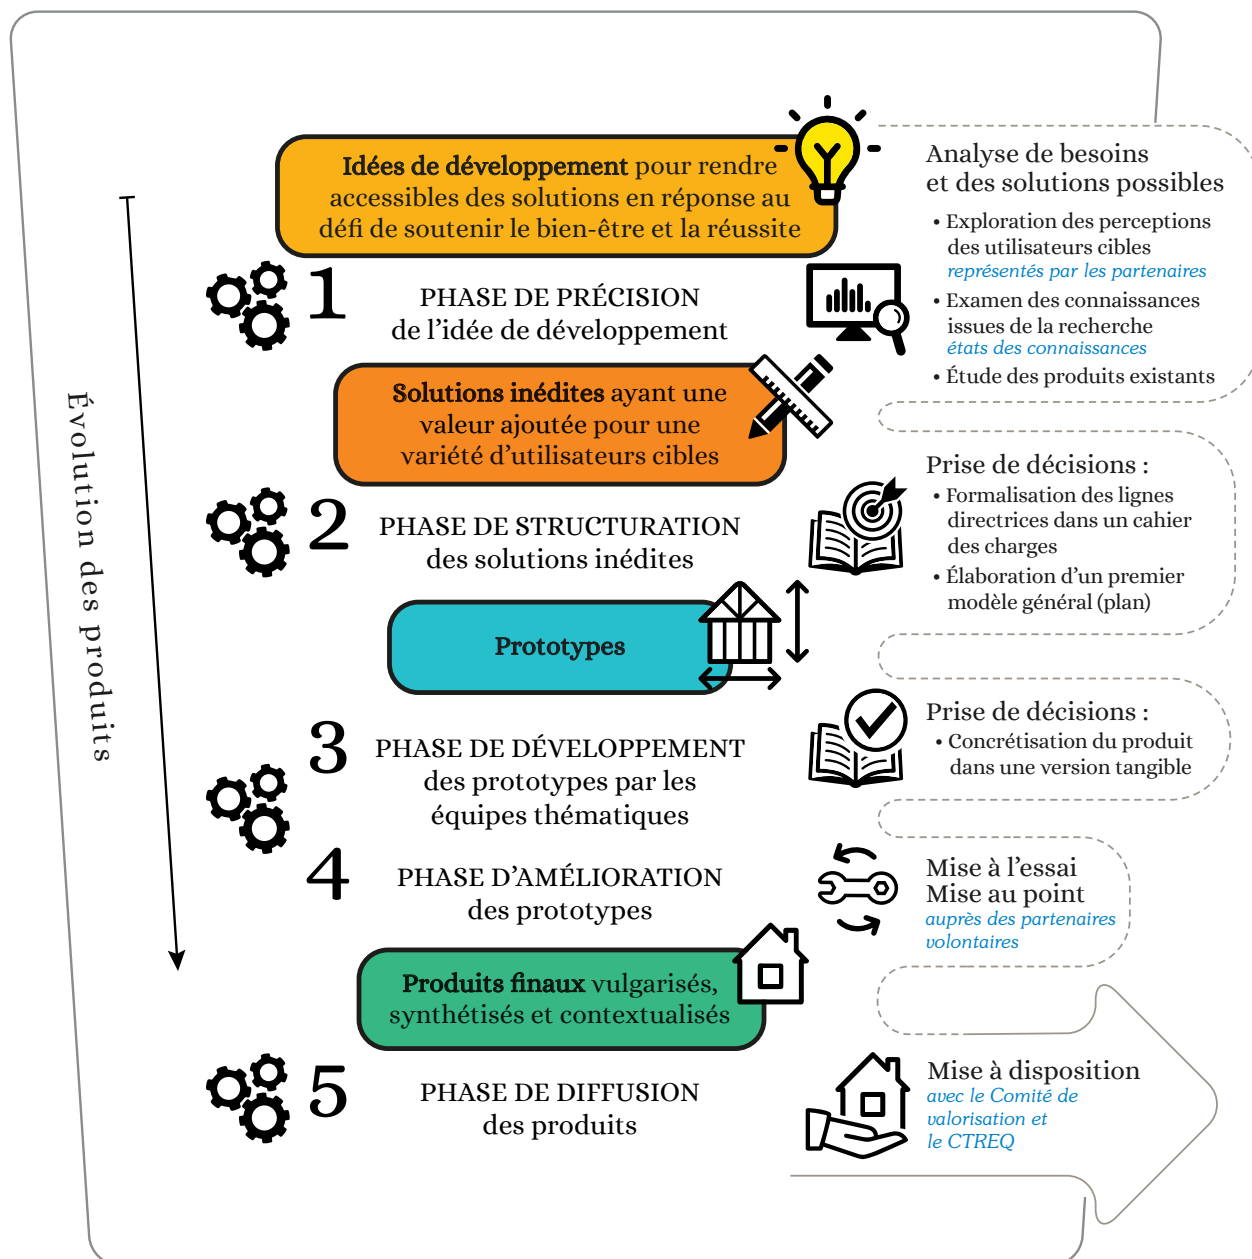 Évolution des produits
Idées de développement pour rendre
accessibles des solutions en réponse au
défi de soutenir le bien-être et la réussite
1
PHASE DE PRÉCISION
de l’idée de développement
Analyse de besoins
et des solutions possibles
• Exploration des perceptions
des utilisateurs cibles
représentés par les partenaires
• Examen des connaissances
issues de la recherche
états des connaissances
• Étude des produits existants
Solutions inédites ayant une
valeur ajoutée pour une
variété d’utilisateurs cibles
2
PHASE DE STRUCTURATION
des solutions inédites
Prise de décisions :
• Formalisation des lignes
directrices dans un cahier
des charges
• Élaboration d’un premier
modèle général (plan)
Prototypes
3
PHASE DE DÉVELOPPEMENT
des prototypes par les
équipes thématiques
Prise de décisions :
• Concrétisation du produit
dans une version tangible
4
PHASE D’AMÉLIORATION
des prototypes
Mise à l’essai
Mise au point
auprès des partenaires
volontaires
Produits finaux vulgarisés,
synthétisés et contextualisés
5
PHASE DE DIFFUSION
des produits
Mise à disposition
avec le Comité de
valorisation et
le CTREQ